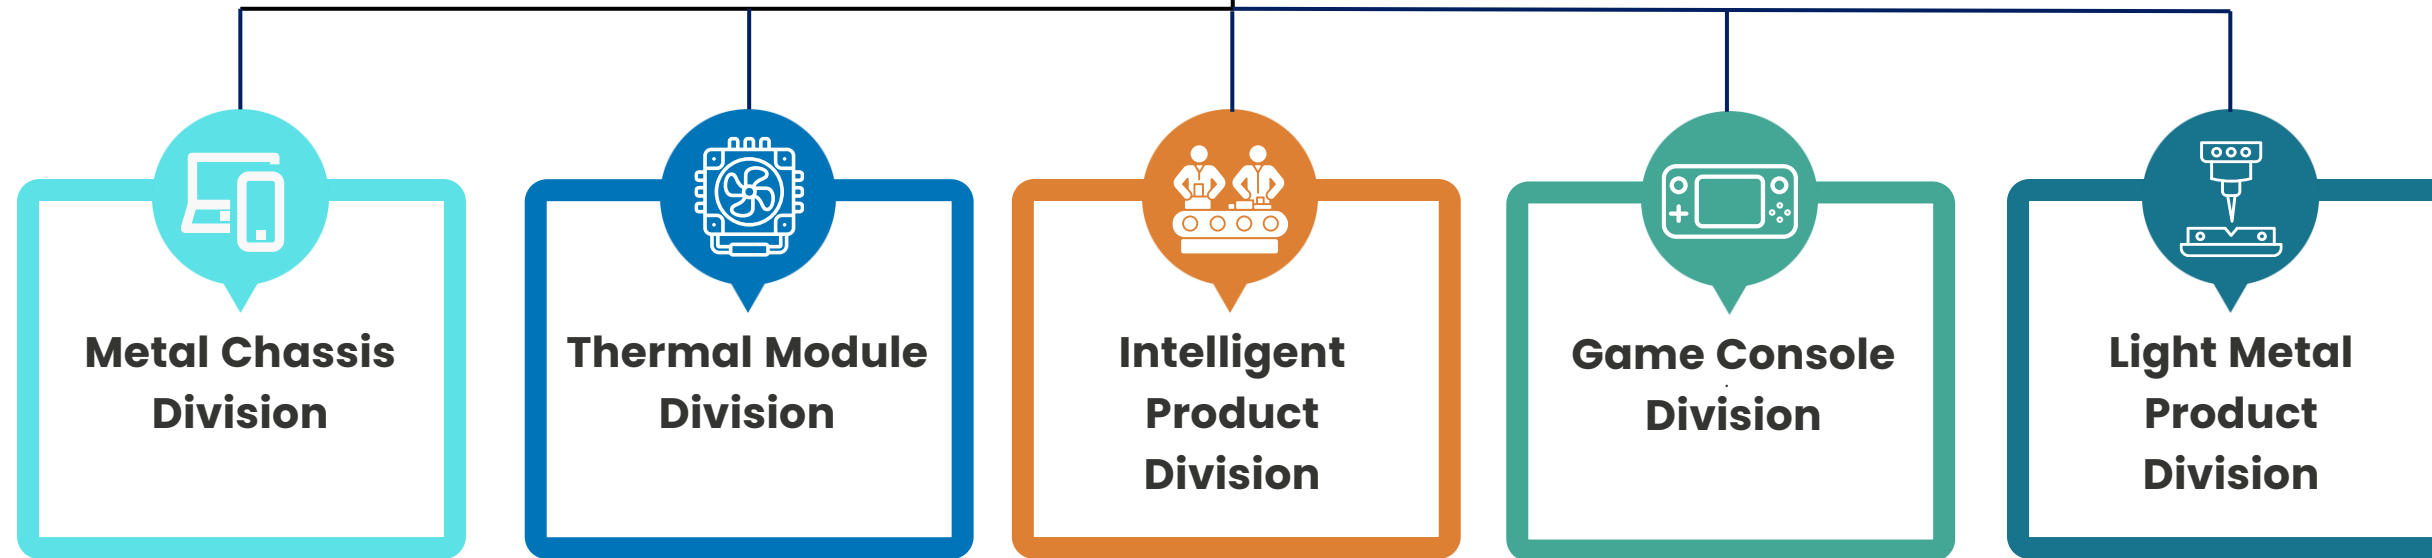 Metal Chassis
Division
Thermal Module
Division
Intelligent
Product
Division
Game Console
Division
Light Metal
Product
Division